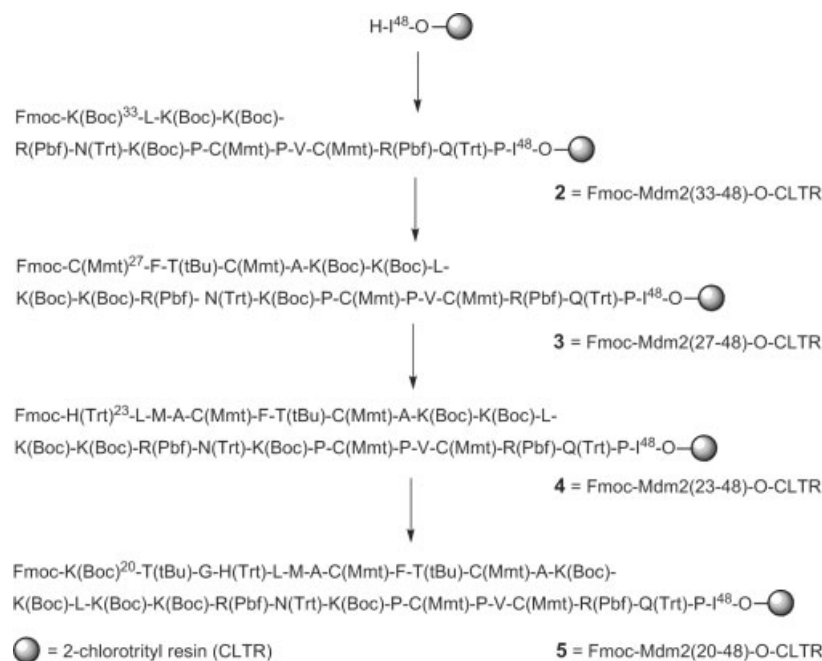 H-I⁴⁸-O
Fmoc-K(Boc)³³-L-K(Boc)-K(Boc)-
R(Pbf)-N(Trt)-K(Boc)-P-C(Mmt)-P-V-C(Mmt)-R(Pbf)-Q(Trt)-P-I⁴⁸-O
2 = Fmoc-Mdm2(33-48)-O-CLTR
Fmoc-C(Mmt)²⁷-F-T(tBu)-C(Mmt)-A-K(Boc)-K(Boc)-L-
K(Boc)-K(Boc)-R(Pbf)- N(Trt)-K(Boc)-P-C(Mmt)-P-V-C(Mmt)-R(Pbf)-Q(Trt)-P-I⁴⁸-O
3 = Fmoc-Mdm2(27-48)-O-CLTR
Fmoc-H(Trt)²³-L-M-A-C(Mmt)-F-T(tBu)-C(Mmt)-A-K(Boc)-K(Boc)-L-
K(Boc)-K(Boc)-R(Pbf)-N(Trt)-K(Boc)-P-C(Mmt)-P-V-C(Mmt)-R(Pbf)-Q(Trt)-P-I⁴⁸-O
4 = Fmoc-Mdm2(23-48)-O-CLTR
Fmoc-K(Boc)²⁰-T(tBu)-G-H(Trt)-L-M-A-C(Mmt)-F-T(tBu)-C(Mmt)-A-K(Boc)-
K(Boc)-L-K(Boc)-K(Boc)-R(Pbf)-N(Trt)-K(Boc)-P-C(Mmt)-P-V-C(Mmt)-R(Pbf)-Q(Trt)-P-I⁴⁸-O
= 2-chlorotrityl resin (CLTR)
5 = Fmoc-Mdm2(20-48)-O-CLTR